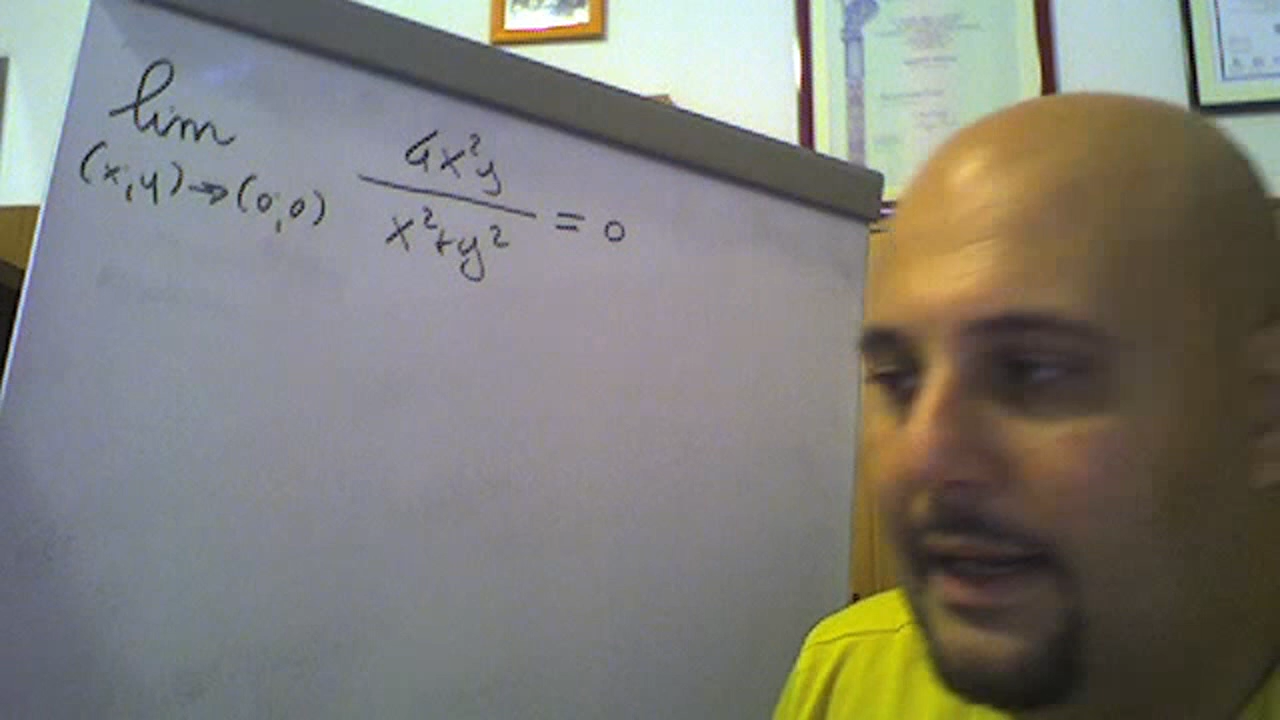 lim
(x,y)→(0,0)
4x²y
x²+y² = 0